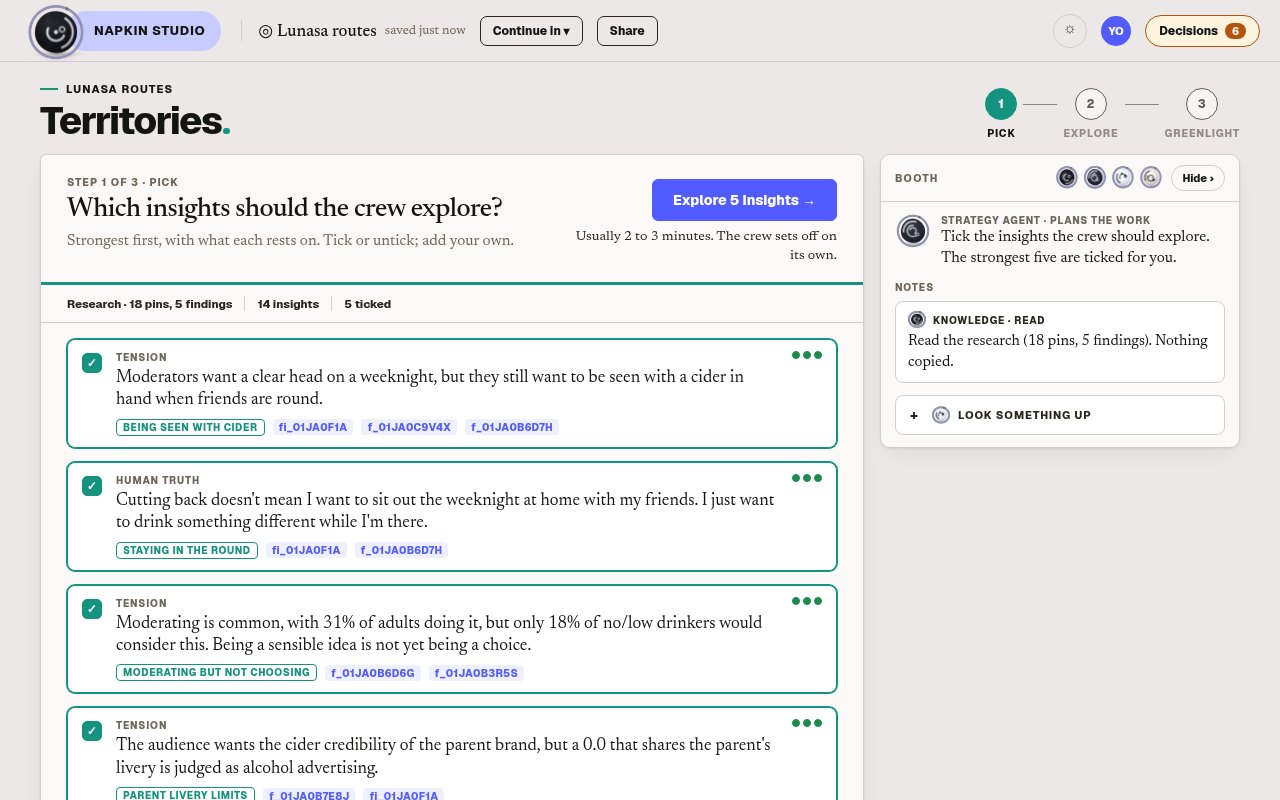 NAPKIN STUDIO
Lunasa routes saved just now
Continue in ▾
Share
YO
Decisions 6
LUNASA ROUTES
Territories.
1 2 3
PICK EXPLORE GREENLIGHT
STEP 1 OF 3 · PICK
Which insights should the crew explore?
Strongest first, with what each rests on. Tick or untick; add your own.
Explore 5 Insights →
Usually 2 to 3 minutes. The crew sets off on
its own.
Research · 18 pins, 5 findings 14 insights 5 ticked
TENSION
Moderators want a clear head on a weeknight, but they still want to be seen with a cider in
hand when friends are round.
BEING SEEN WITH CIDER fi_01JA0F1A f_01JA0C9V4X f_01JA0B6D7H
HUMAN TRUTH
Cutting back doesn't mean I want to sit out the weeknight at home with my friends. I just want
to drink something different while I'm there.
STAYING IN THE ROUND fi_01JA0F1A f_01JA0B6D7H
TENSION
Moderating is common, with 31% of adults doing it, but only 18% of no/low drinkers would
consider this. Being a sensible idea is not yet being a choice.
MODERATING BUT NOT CHOOSING f_01JA0B6D6G f_01JA0B3R5S
TENSION
The audience wants the cider credibility of the parent brand, but a 0.0 that shares the parent's
livery is judged as alcohol advertising.
PARENT LIVERY LIMITS f_01JA0B7E8J fi_01JA0F1A
BOOTH
Hide ›
STRATEGY AGENT · PLANS THE WORK
Tick the insights the crew should explore.
The strongest five are ticked for you.
NOTES
KNOWLEDGE · READ
Read the research (18 pins, 5 findings). Nothing
copied.
+ LOOK SOMETHING UP